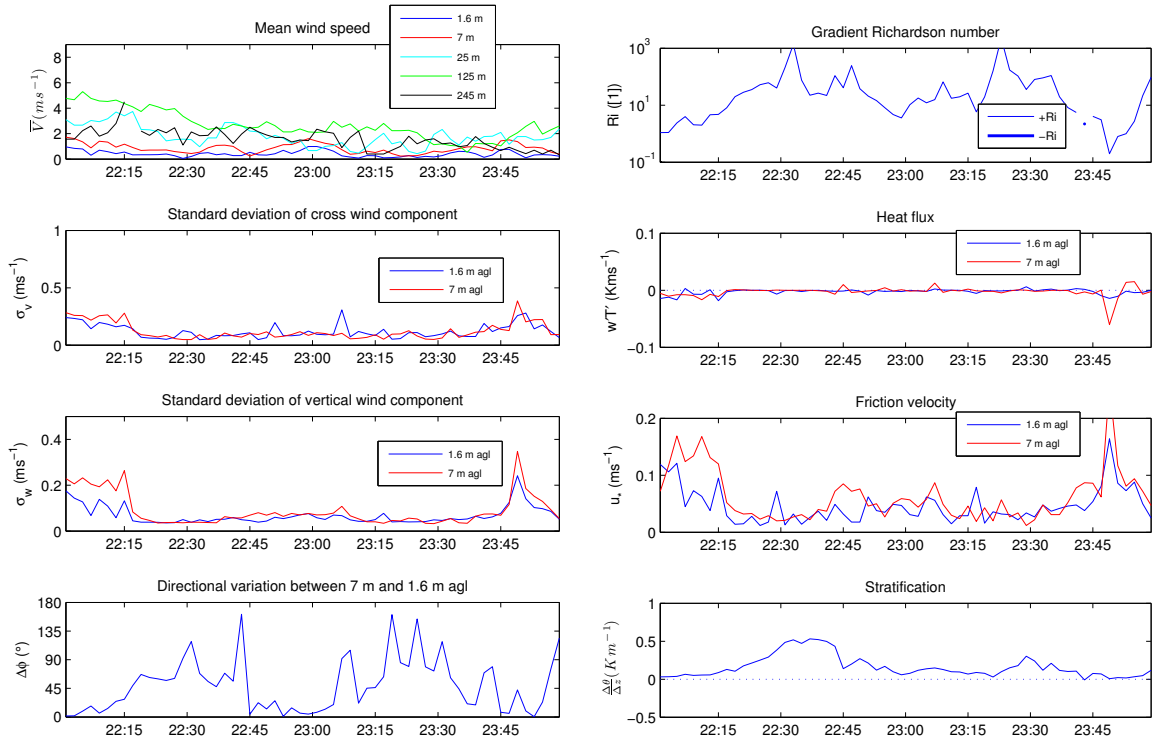 Mean wind speed
V̅ (ms⁻¹)
8
6
4
2
0
1.6 m
7 m
25 m
125 m
245 m
22:15 22:30 22:45 23:00 23:15 23:30 23:45
Gradient Richardson number
Ri ([1])
10³
10¹
10⁻¹
+Ri
−Ri
22:15 22:30 22:45 23:00 23:15 23:30 23:45
Standard deviation of cross wind component
σᵥ (ms⁻¹)
1
0.5
0
1.6 m agl
7 m agl
22:15 22:30 22:45 23:00 23:15 23:30 23:45
Heat flux
w'T' (Kms⁻¹)
0.1
0
−0.1
1.6 m agl
7 m agl
22:15 22:30 22:45 23:00 23:15 23:30 23:45
Standard deviation of vertical wind component
σ_w (ms⁻¹)
0.4
0.2
0
1.6 m agl
7 m agl
22:15 22:30 22:45 23:00 23:15 23:30 23:45
Friction velocity
u* (ms⁻¹)
0.2
0.1
0
1.6 m agl
7 m agl
22:15 22:30 22:45 23:00 23:15 23:30 23:45
Directional variation between 7 m and 1.6 m agl
Δϕ (°)
180
135
90
45
0
22:15 22:30 22:45 23:00 23:15 23:30 23:45
Stratification
Δθ/Δz (K m⁻¹)
1
0.5
0
−0.5
22:15 22:30 22:45 23:00 23:15 23:30 23:45